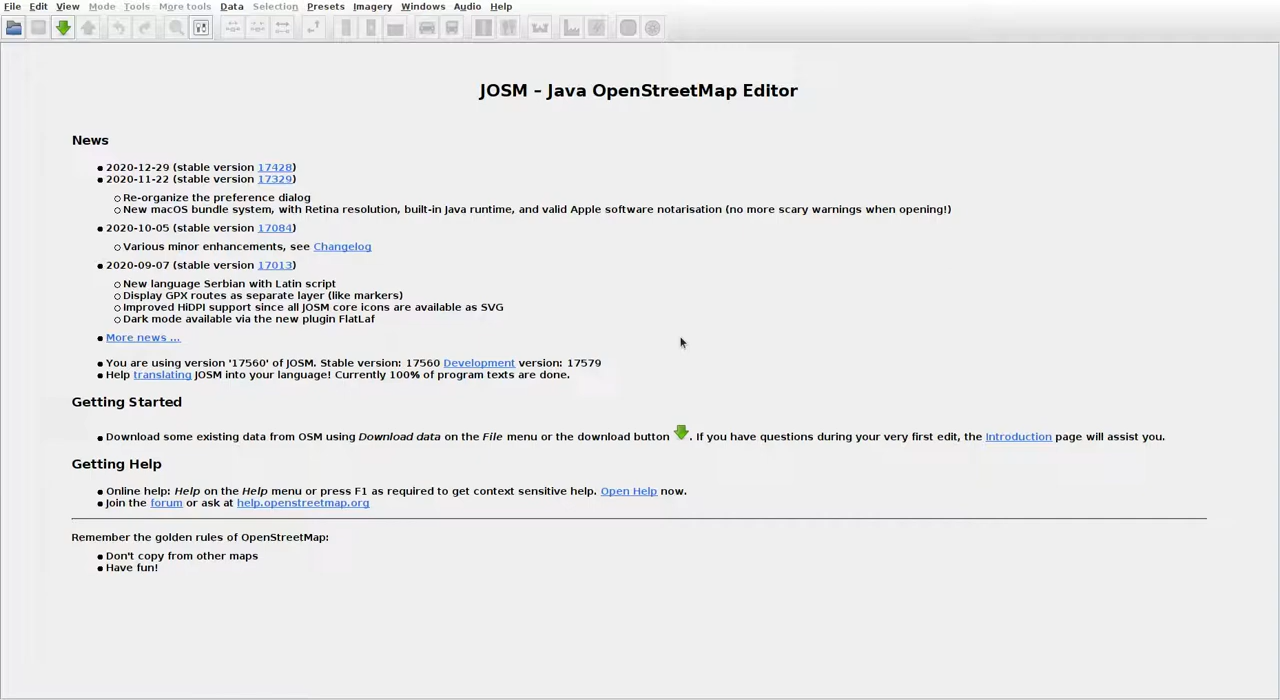 File Edit View Mode Tools More tools Data Selection Presets Imagery Windows Audio Help
JOSM – Java OpenStreetMap Editor
News
2020-12-29 (stable version 17428)
2020-11-22 (stable version 17329)
Re-organize the preference dialog
New macOS bundle system, with Retina resolution, built-in Java runtime, and valid Apple software notarisation (no more scary warnings when opening!)
2020-10-05 (stable version 17084)
Various minor enhancements, see Changelog
2020-09-07 (stable version 17013)
New language Serbian with Latin script
Display GPX routes as separate layer (like markers)
Improved HiDPI support since all JOSM core icons are available as SVG
Dark mode available via the new plugin FlatLaf
More news ...
You are using version '17560' of JOSM. Stable version: 17560 Development version: 17579
Help translating JOSM into your language! Currently 100% of program texts are done.
Getting Started
Download some existing data from OSM using Download data on the File menu or the download button . If you have questions during your very first edit, the Introduction page will assist you.
Getting Help
Online help: Help on the Help menu or press F1 as required to get context sensitive help. Open Help now.
Join the forum or ask at help.openstreetmap.org
Remember the golden rules of OpenStreetMap:
Don't copy from other maps
Have fun!